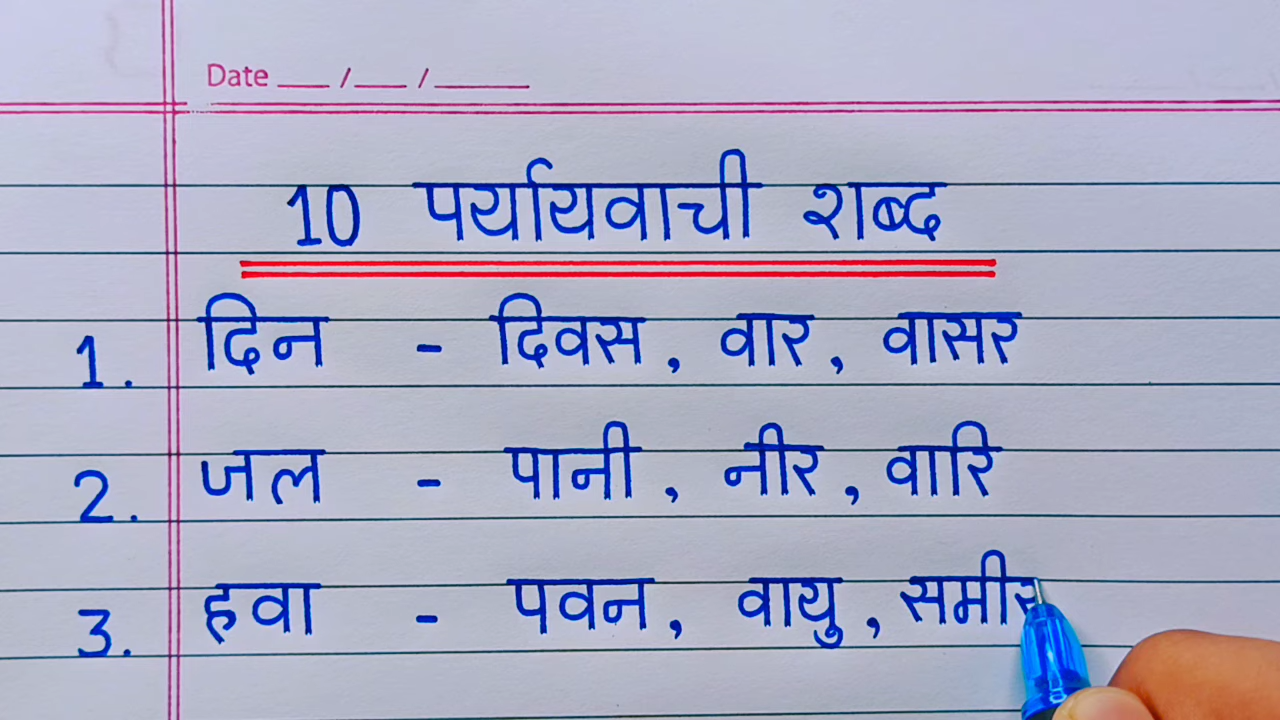 Date ___ /___ /______
10 पर्यायवाची शब्द
1. दिन - दिवस, वार, वासर
2. जल - पानी, नीर, वारि
3. हवा - पवन, वायु,